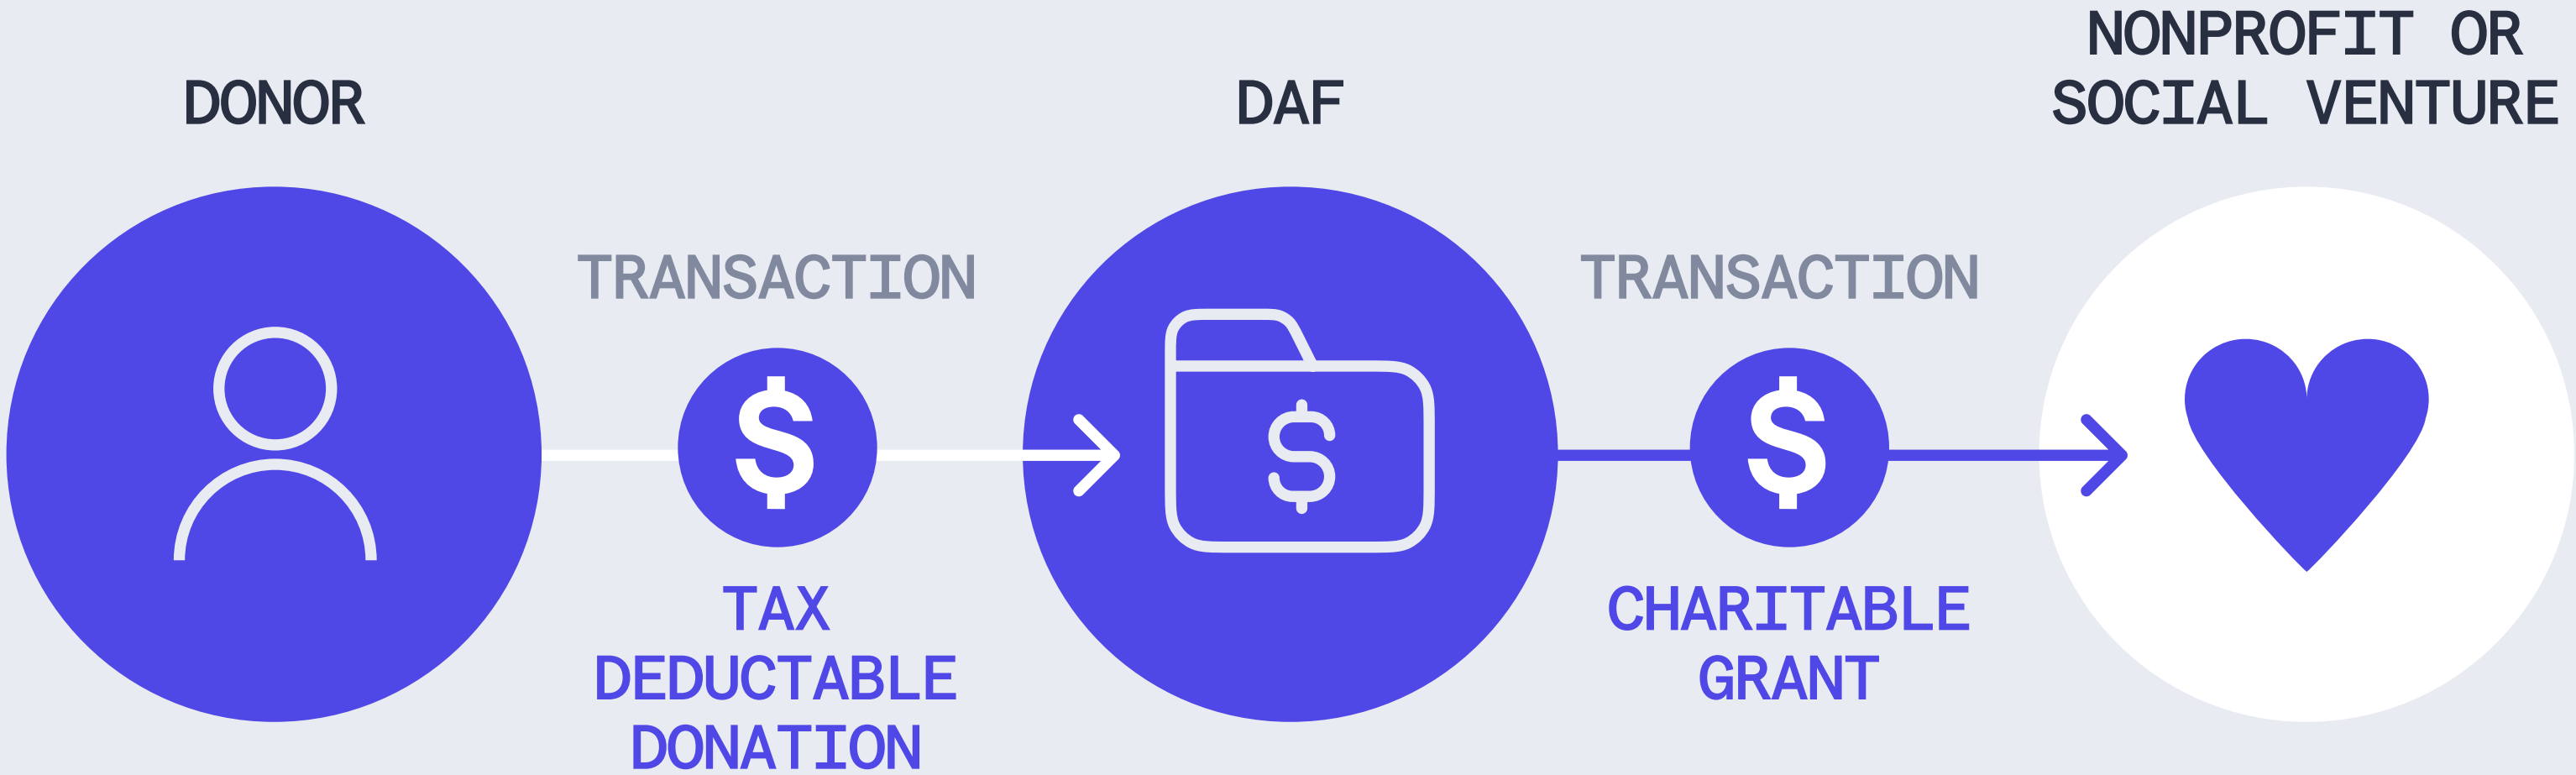 DONOR
DAF
NONPROFIT OR
SOCIAL VENTURE
TRANSACTION
$
TAX
DEDUCTABLE
DONATION
$
TRANSACTION
$
CHARITABLE
GRANT